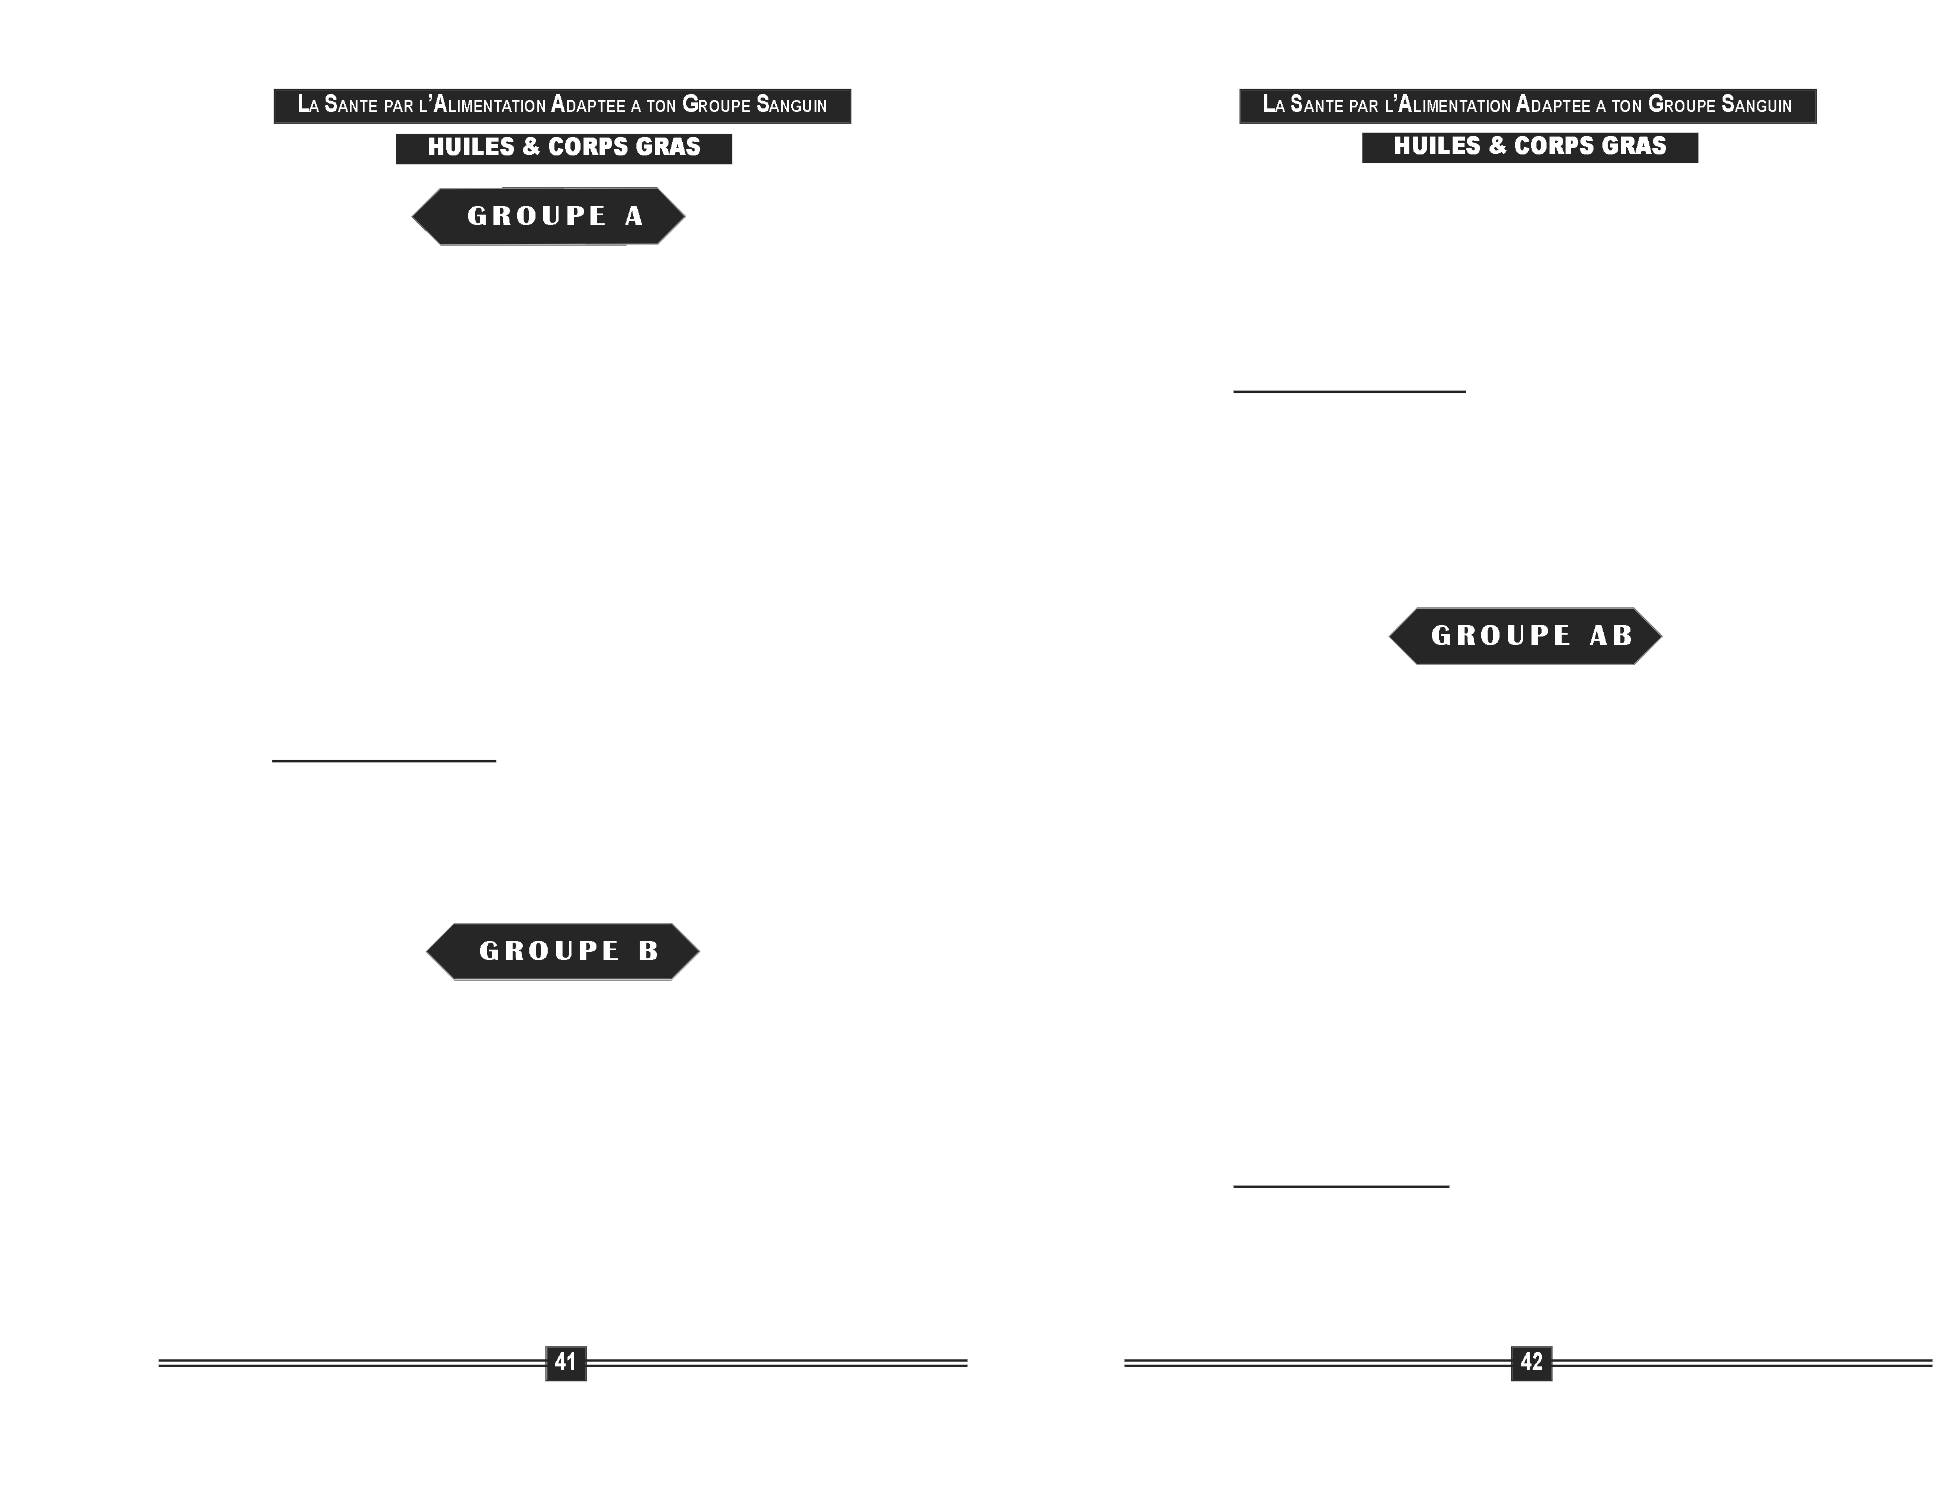 La Sante par l’Alimentation Adaptee a ton Groupe Sanguin
HUILES & CORPS GRAS
GROUPE A
GROUPE B
41
La Sante par l’Alimentation Adaptee a ton Groupe Sanguin
HUILES & CORPS GRAS
GROUPE AB
42